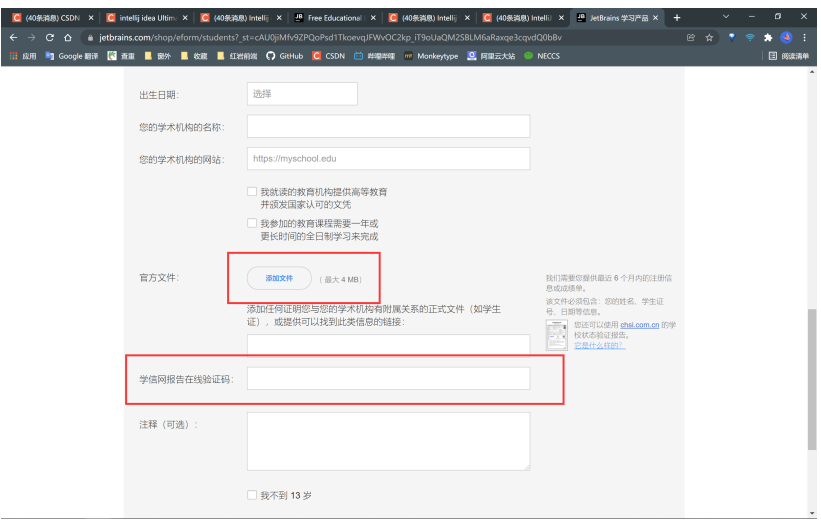 (40条消息) CSDN
intellij idea Ultim
(40条消息) Intellij
Free Educational
(40条消息) Intellij
(40条消息) Intelli
JetBrains 学习产品
jetbrains.com/shop/eform/students?_st=cAU0jiMfv9ZPQoPsd1TkoevqJFWvOC2kp_iT9oUaQM2SBLM6aRaxqe3cqvdQ0bBv
应用
Google 翻译
查重
额外
收藏
红岩前端
GitHub
CSDN
哔哩哔哩
Monkeytype
阿里云大站
NECCS
阅读清单
出生日期:
选择
您的学术机构的名称:
您的学术机构的网站:
https://myschool.edu
我就读的教育机构提供高等教育
并颁发国家认可的文凭
我参加的教育课程需要一年或
更长时间的全日制学习来完成
官方文件:
添加文件
( 最大 4 MB)
添加任何证明您与您的学术机构有附属关系的正式文件（如学生
证），或提供可以找到此类信息的链接:
我们需要您提供最近 6 个月内的注册信
息或成绩单。
该文件必须包含：您的姓名、学生证
号、日期等信息。
您还可以使用 chsi.com.cn 的学
校状态验证报告。
它是什么样的？
学信网报告在线验证码:
注释（可选）:
我不到 13 岁